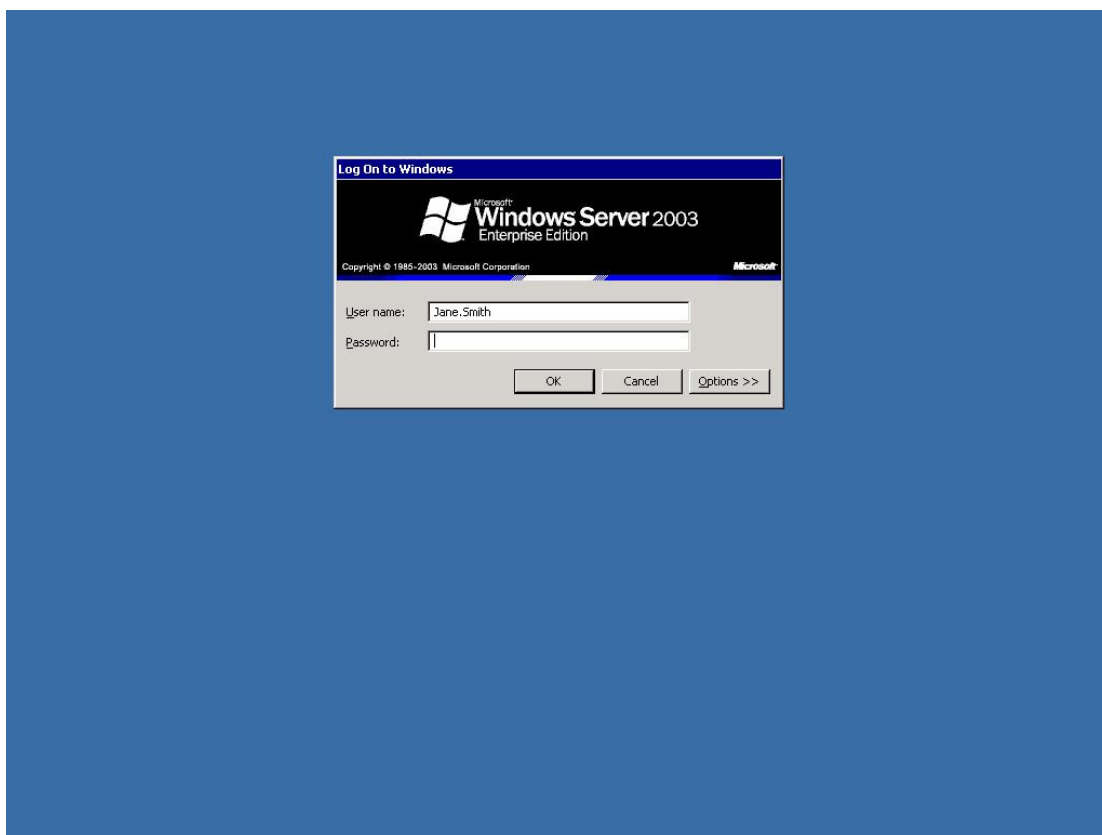 Log On to Windows
Microsoft
Windows Server 2003
Enterprise Edition
Copyright © 1985-2003 Microsoft Corporation Microsoft
User name: Jane.Smith
Password:
OK Cancel Options >>